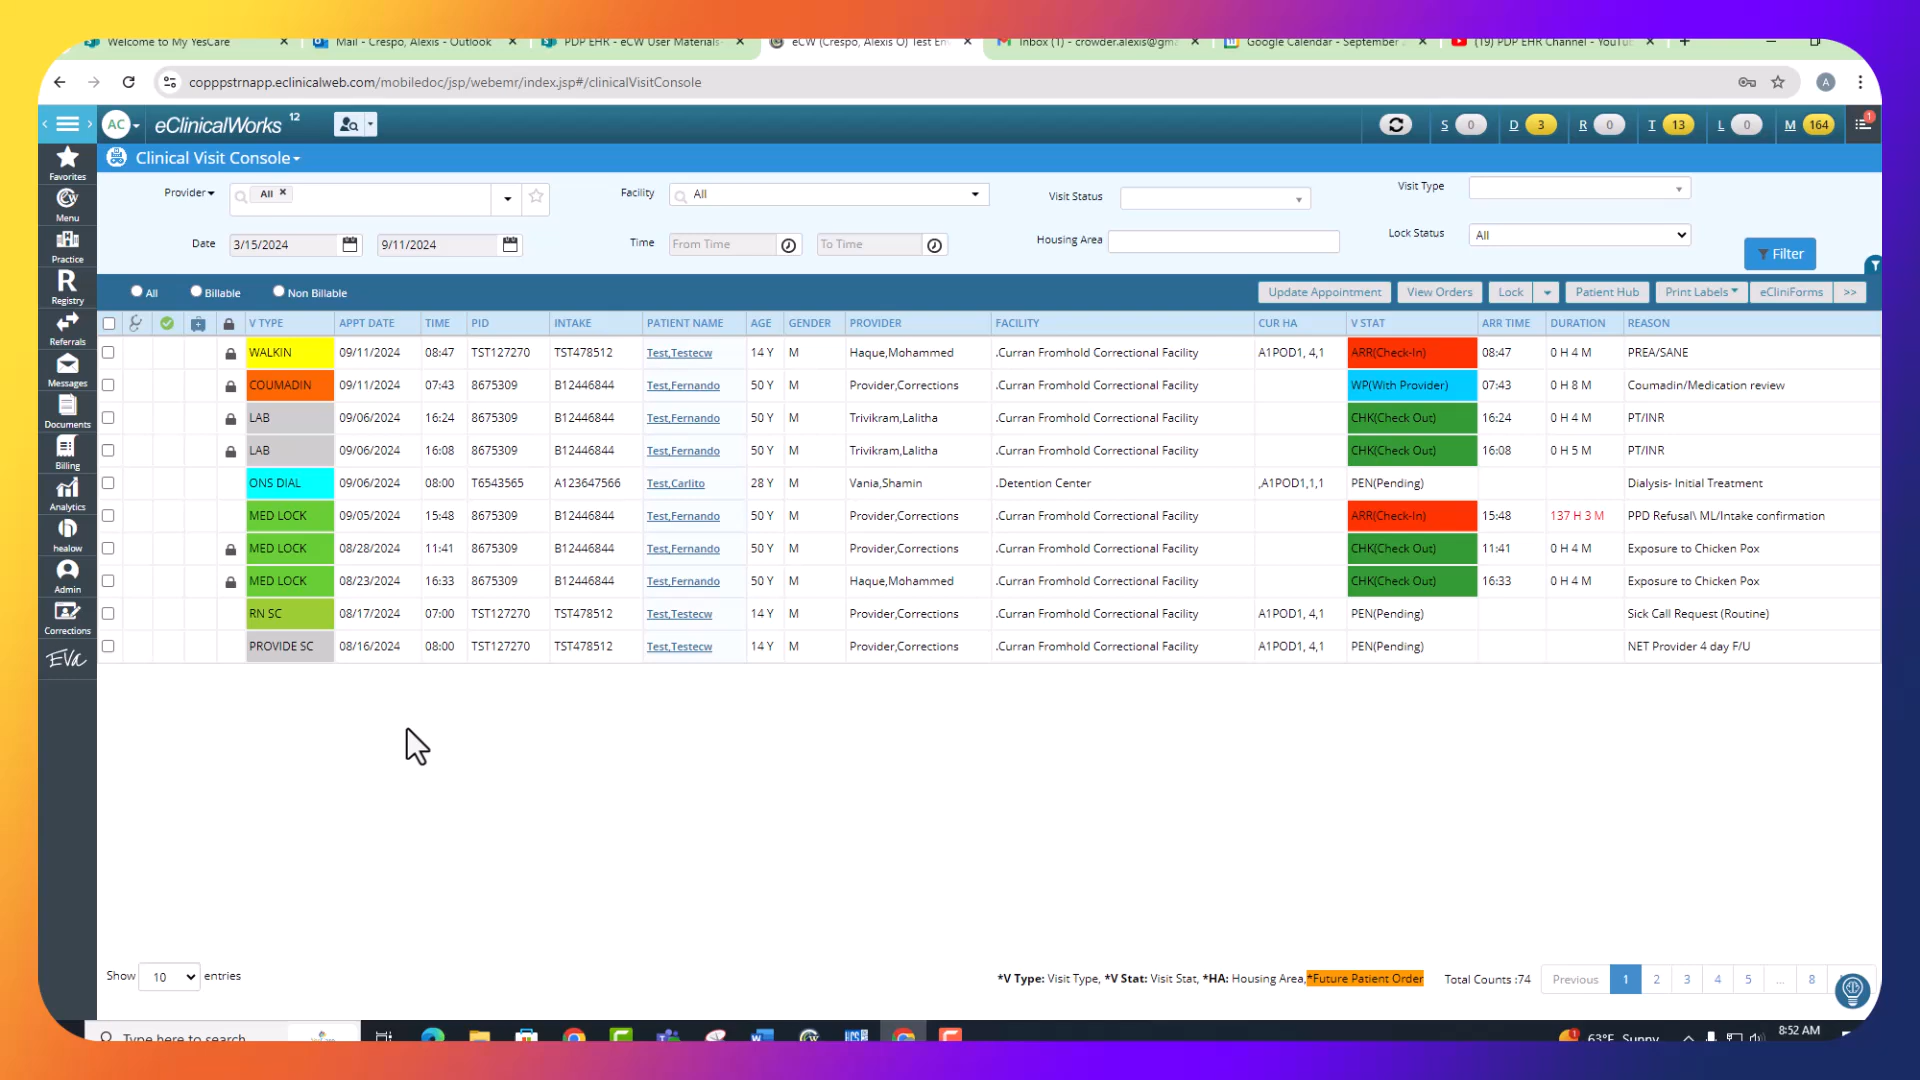 Welcome to My YesCare
Mail - Crespo, Alexis - Outlook
PDP EHR - eCW User Materials-
eCW (Crespo, Alexis O) Test En
Inbox (1) - crowder.alexis@gma
Google Calendar - September
(19) PDP EHR Channel - YouTu
copppstrnapp.eclinicalweb.com/mobiledoc/jsp/webemr/index.jsp#/clinicalVisitConsole
A
AC eClinicalWorks 12 S 0 D 3 R 0 T 13 L 0 M 164 1
Clinical Visit Console
Favorites
Menu
Practice
R
Registry
Referrals
Messages
Documents
Billing
Analytics
healow
Admin
Corrections
EVA
Provider All Facility All Visit Status Visit Type
Date 3/15/2024 9/11/2024 Time From Time To Time Housing Area Lock Status All
Filter
All Billable Non Billable Update Appointment View Orders Lock Patient Hub Print Labels eCliniForms >>
V TYPE APPT DATE TIME PID INTAKE PATIENT NAME AGE GENDER PROVIDER FACILITY CUR HA V STAT ARR TIME DURATION REASON
WALKIN 09/11/2024 08:47 TST127270 TST478512 Test,Testecw 14 Y M Haque,Mohammed .Curran Fromhold Correctional Facility A1POD1, 4,1 ARR(Check-In) 08:47 0 H 4 M PREA/SANE
COUMADIN 09/11/2024 07:43 8675309 B12446844 Test,Fernando 50 Y M Provider,Corrections .Curran Fromhold Correctional Facility WP(With Provider) 07:43 0 H 8 M Coumadin/Medication review
LAB 09/06/2024 16:24 8675309 B12446844 Test,Fernando 50 Y M Trivikram,Lalitha .Curran Fromhold Correctional Facility CHK(Check Out) 16:24 0 H 4 M PT/INR
LAB 09/06/2024 16:08 8675309 B12446844 Test,Fernando 50 Y M Trivikram,Lalitha .Curran Fromhold Correctional Facility CHK(Check Out) 16:08 0 H 5 M PT/INR
ONS DIAL 09/06/2024 08:00 T6543565 A123647566 Test,Carlito 28 Y M Vania,Shamin .Detention Center ,A1POD1,1,1 PEN(Pending) Dialysis- Initial Treatment
MED LOCK 09/05/2024 15:48 8675309 B12446844 Test,Fernando 50 Y M Provider,Corrections .Curran Fromhold Correctional Facility ARR(Check-In) 15:48 137 H 3 M PPD Refusal\ ML/Intake confirmation
MED LOCK 08/28/2024 11:41 8675309 B12446844 Test,Fernando 50 Y M Provider,Corrections .Curran Fromhold Correctional Facility CHK(Check Out) 11:41 0 H 4 M Exposure to Chicken Pox
MED LOCK 08/23/2024 16:33 8675309 B12446844 Test,Fernando 50 Y M Haque,Mohammed .Curran Fromhold Correctional Facility CHK(Check Out) 16:33 0 H 4 M Exposure to Chicken Pox
RN SC 08/17/2024 07:00 TST127270 TST478512 Test,Testecw 14 Y M Provider,Corrections .Curran Fromhold Correctional Facility A1POD1, 4,1 PEN(Pending) Sick Call Request (Routine)
PROVIDE SC 08/16/2024 08:00 TST127270 TST478512 Test,Testecw 14 Y M Provider,Corrections .Curran Fromhold Correctional Facility A1POD1, 4,1 PEN(Pending) NET Provider 4 day F/U
Show 10 entries *V Type: Visit Type, *V Stat: Visit Stat, *HA: Housing Area,*Future Patient Order Total Counts :74 Previous 1 2 3 4 5 ... 8
Type here to search 1 63°F Sunny 8:52 AM